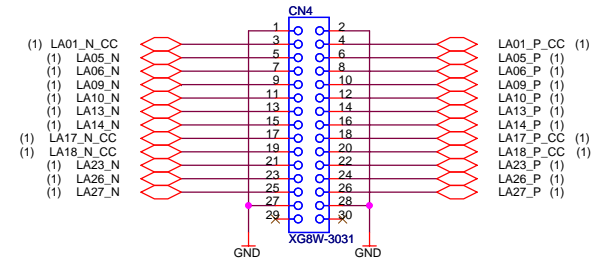 CN4
1 2
(1) LA01_N_CC 3 4 LA01_P_CC (1)
(1) LA05_N 5 6 LA05_P (1)
(1) LA06_N 7 8 LA06_P (1)
(1) LA09_N 9 10 LA09_P (1)
(1) LA10_N 11 12 LA10_P (1)
(1) LA13_N 13 14 LA13_P (1)
(1) LA14_N 15 16 LA14_P (1)
(1) LA17_N_CC 17 18 LA17_P_CC (1)
(1) LA18_N_CC 19 20 LA18_P_CC (1)
(1) LA23_N 21 22 LA23_P (1)
(1) LA26_N 23 24 LA26_P (1)
(1) LA27_N 25 26 LA27_P (1)
27 28
29 30
XG8W-3031
GND GND